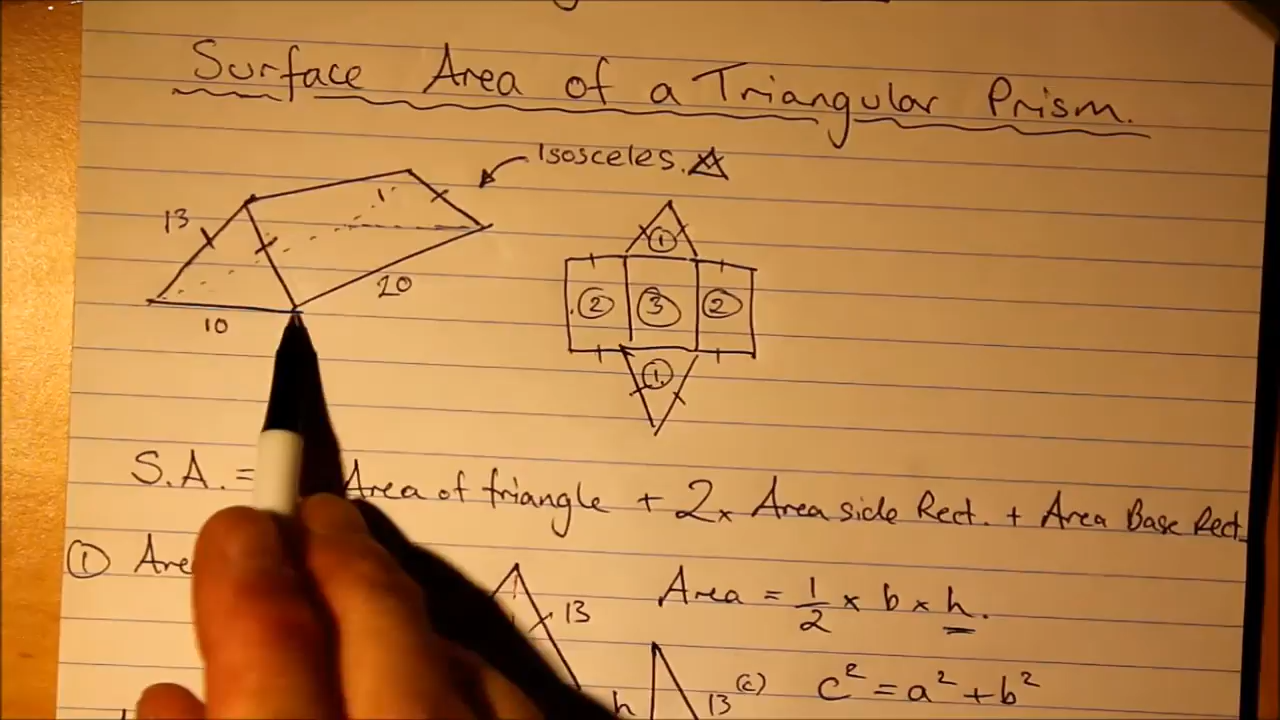 Surface Area of a Triangular Prism.
Isosceles.
13
20
10
①
② ③ ②
①
S.A. = Area of triangle + 2x Area side Rect. + Area Base Rect.
① Area = 1/2 x b x h.
13
h 13 (c) c² = a² + b²